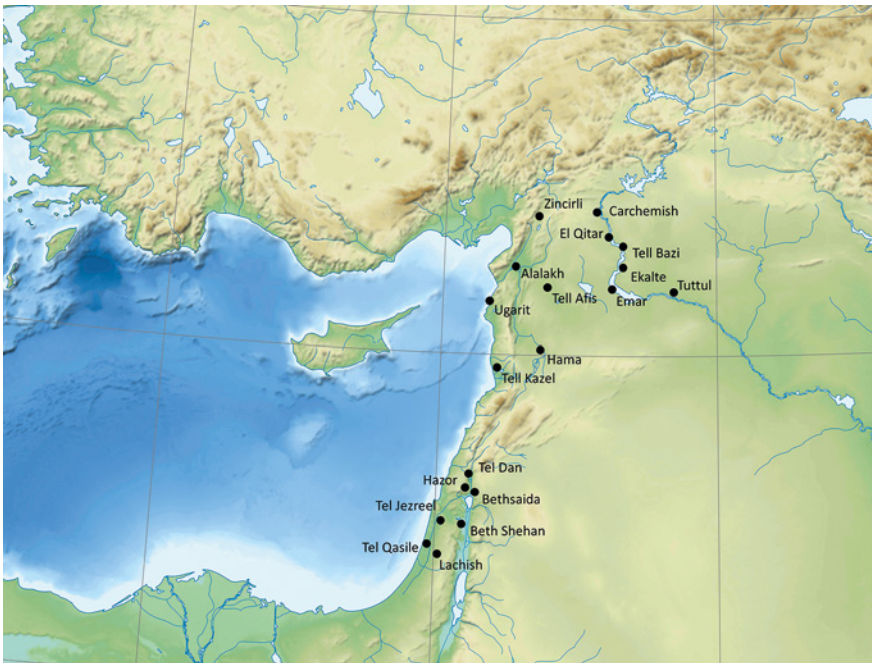 Zincirli
Carchemish
El Qitar
Tell Bazi
Alalakh
Ekalte
Tuttul
Tell Afis
Emar
Ugarit
Hama
Tell Kazel
Tel Dan
Hazor
Bethsaida
Tel Jezreel
Beth Shehan
Tel Qasile
Lachish